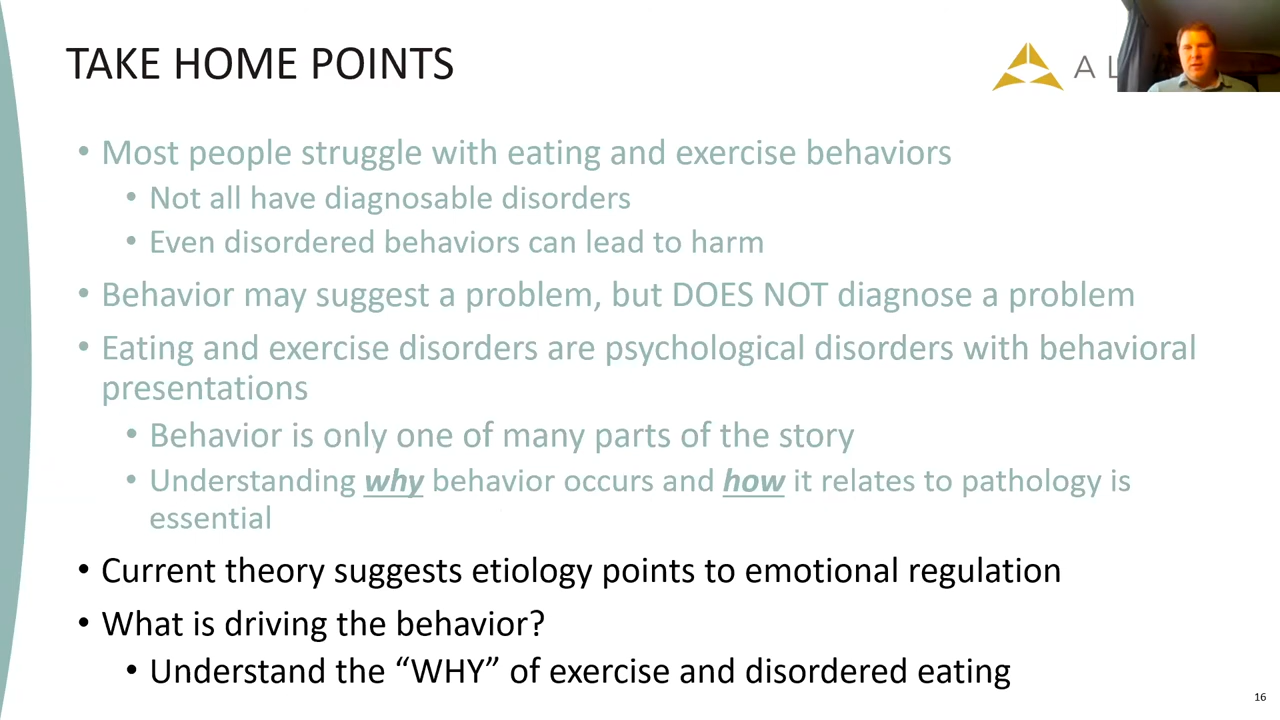 TAKE HOME POINTS
A L
• Most people struggle with eating and exercise behaviors
• Not all have diagnosable disorders
• Even disordered behaviors can lead to harm
• Behavior may suggest a problem, but DOES NOT diagnose a problem
• Eating and exercise disorders are psychological disorders with behavioral
presentations
• Behavior is only one of many parts of the story
• Understanding why behavior occurs and how it relates to pathology is
essential
• Current theory suggests etiology points to emotional regulation
• What is driving the behavior?
• Understand the “WHY” of exercise and disordered eating
16